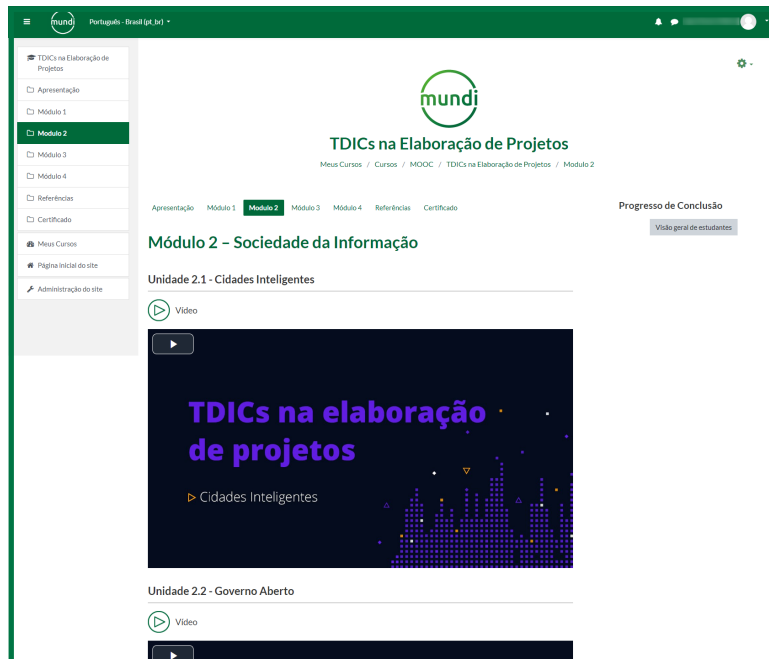 mundi
Português - Brasil (pt_br)
TDICs na Elaboração de
Projetos
Apresentação
Módulo 1
Modulo 2
Módulo 3
Módulo 4
Referências
Certificado
Meus Cursos
Página inicial do site
Administração do site
mundi
TDICs na Elaboração de Projetos
Meus Cursos / Cursos / MOOC / TDICs na Elaboração de Projetos / Modulo 2
Apresentação Módulo 1 Modulo 2 Módulo 3 Módulo 4 Referências Certificado
Progresso de Conclusão
Visão geral de estudantes
Módulo 2 – Sociedade da Informação
Unidade 2.1 - Cidades Inteligentes
Vídeo
TDICs na elaboração
de projetos
Cidades Inteligentes
Unidade 2.2 - Governo Aberto
Vídeo